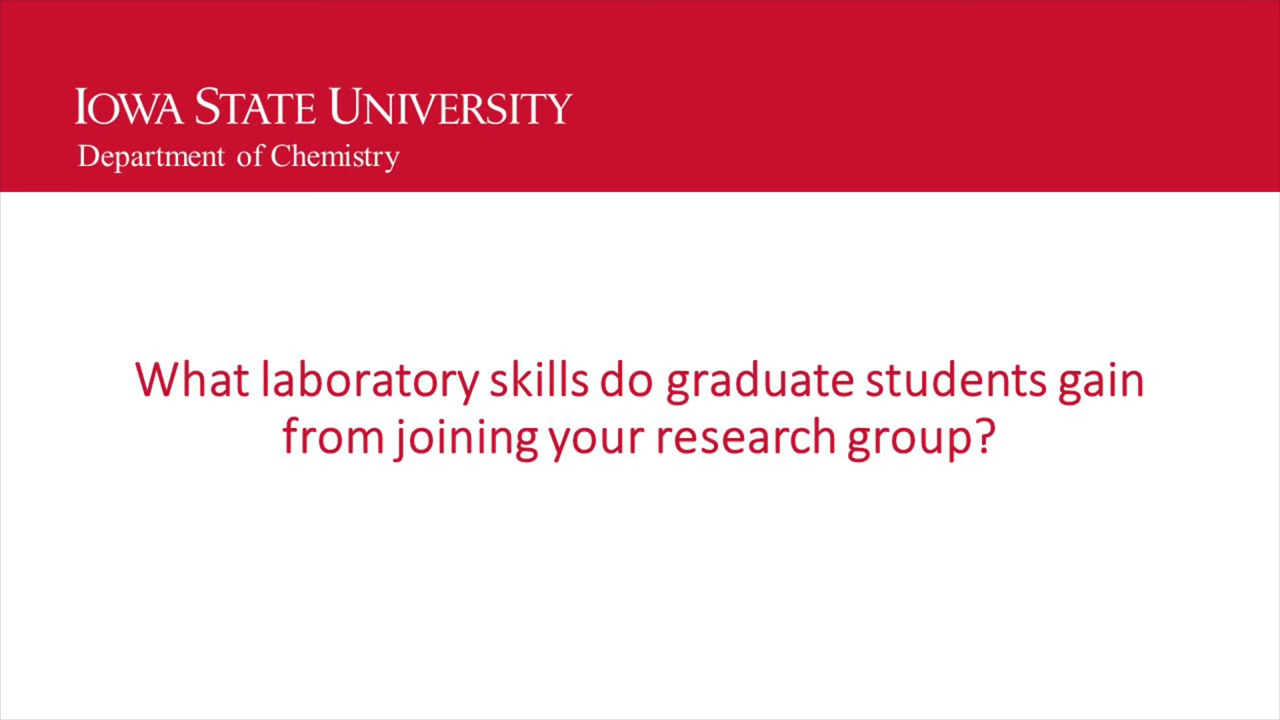 IOWA STATE UNIVERSITY
Department of Chemistry
What laboratory skills do graduate students gain
from joining your research group?